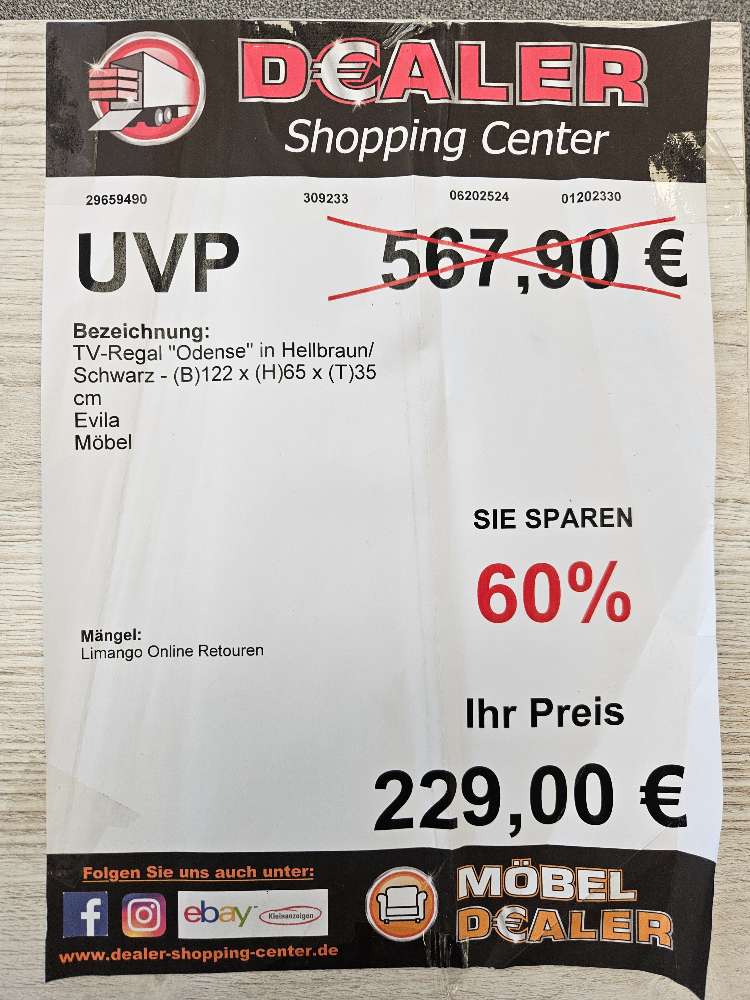 D€ALER
Shopping Center
29659490 309233 06202524 01202330
UVP 567,90 €
Bezeichnung:
TV-Regal "Odense" in Hellbraun/
Schwarz - (B)122 x (H)65 x (T)35
cm
Evila
Möbel
SIE SPAREN
60%
Mängel:
Limango Online Retouren
Ihr Preis
229,00 €
Folgen Sie uns auch unter:
f ebay Kleinanzeigen
www.dealer-shopping-center.de
MÖBEL
D€ALER